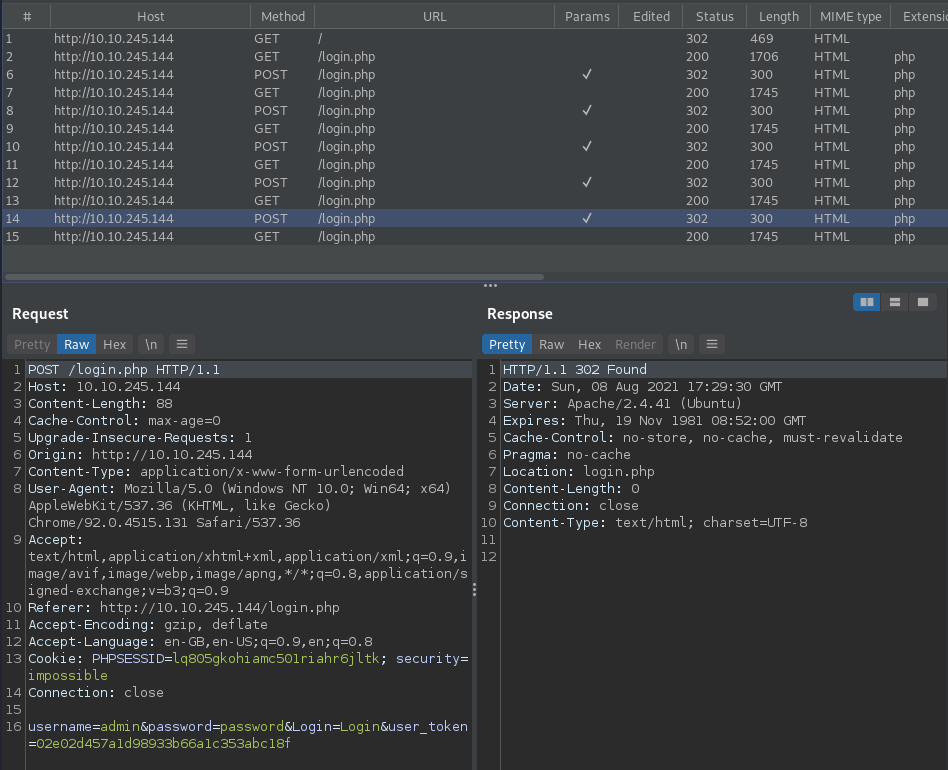 # Host Method URL Params Edited Status Length MIME type Extensio
1 http://10.10.245.144 GET / 302 469 HTML
2 http://10.10.245.144 GET /login.php 200 1706 HTML php
6 http://10.10.245.144 POST /login.php ✓ 302 300 HTML php
7 http://10.10.245.144 GET /login.php 200 1745 HTML php
8 http://10.10.245.144 POST /login.php ✓ 302 300 HTML php
9 http://10.10.245.144 GET /login.php 200 1745 HTML php
10 http://10.10.245.144 POST /login.php ✓ 302 300 HTML php
11 http://10.10.245.144 GET /login.php 200 1745 HTML php
12 http://10.10.245.144 POST /login.php ✓ 302 300 HTML php
13 http://10.10.245.144 GET /login.php 200 1745 HTML php
14 http://10.10.245.144 POST /login.php ✓ 302 300 HTML php
15 http://10.10.245.144 GET /login.php 200 1745 HTML php
Request
Pretty Raw Hex \n
1 POST /login.php HTTP/1.1
2 Host: 10.10.245.144
3 Content-Length: 88
4 Cache-Control: max-age=0
5 Upgrade-Insecure-Requests: 1
6 Origin: http://10.10.245.144
7 Content-Type: application/x-www-form-urlencoded
8 User-Agent: Mozilla/5.0 (Windows NT 10.0; Win64; x64)
AppleWebKit/537.36 (KHTML, like Gecko)
Chrome/92.0.4515.131 Safari/537.36
9 Accept:
text/html,application/xhtml+xml,application/xml;q=0.9,i
mage/avif,image/webp,image/apng,*/*;q=0.8,application/s
igned-exchange;v=b3;q=0.9
10 Referer: http://10.10.245.144/login.php
11 Accept-Encoding: gzip, deflate
12 Accept-Language: en-GB,en-US;q=0.9,en;q=0.8
13 Cookie: PHPSESSID=lq805gkohiamc501riahr6jltk; security=
impossible
14 Connection: close
15
16 username=admin&password=password&Login=Login&user_token
=02e02d457a1d98933b66a1c353abc18f
Response
Pretty Raw Hex Render \n
1 HTTP/1.1 302 Found
2 Date: Sun, 08 Aug 2021 17:29:30 GMT
3 Server: Apache/2.4.41 (Ubuntu)
4 Expires: Thu, 19 Nov 1981 08:52:00 GMT
5 Cache-Control: no-store, no-cache, must-revalidate
6 Pragma: no-cache
7 Location: login.php
8 Content-Length: 0
9 Connection: close
10 Content-Type: text/html; charset=UTF-8
11
12